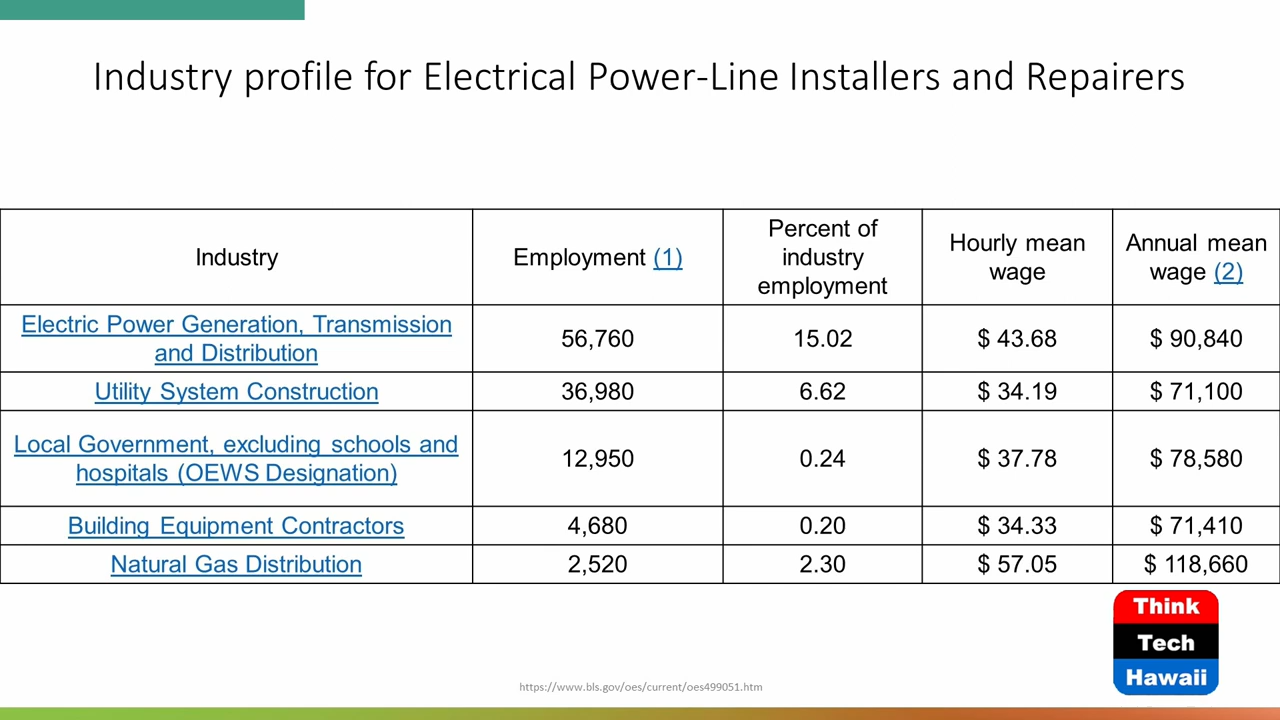 Industry profile for Electrical Power-Line Installers and Repairers
Industry
Employment (1)
Percent of
industry
employment
Hourly mean
wage
Annual mean
wage (2)
Electric Power Generation, Transmission
and Distribution
56,760
15.02
$ 43.68
$ 90,840
Utility System Construction
36,980
6.62
$ 34.19
$ 71,100
Local Government, excluding schools and
hospitals (OEWS Designation)
12,950
0.24
$ 37.78
$ 78,580
Building Equipment Contractors
4,680
0.20
$ 34.33
$ 71,410
Natural Gas Distribution
2,520
2.30
$ 57.05
$ 118,660
Think
Tech
Hawaii
https://www.bls.gov/oes/current/oes499051.htm